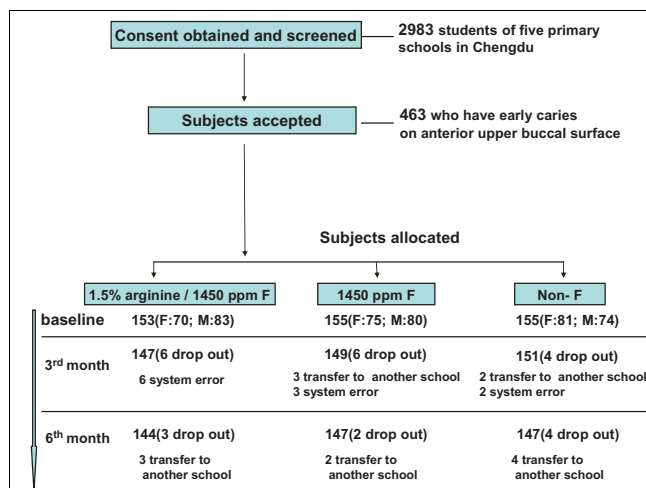 Consent obtained and screened
2983 students of five primary
schools in Chengdu
Subjects accepted
463 who have early caries
on anterior upper buccal surface
Subjects allocated
1.5% arginine / 1450 ppm F
1450 ppm F
Non- F
baseline
153(F:70; M:83)
155(F:75; M:80)
155(F:81; M:74)
3rd month
147(6 drop out)
149(6 drop out)
151(4 drop out)
6 system error
3 transfer to another school
3 system error
2 transfer to another school
2 system error
6th month
144(3 drop out)
147(2 drop out)
147(4 drop out)
3 transfer to
another school
2 transfer to
another school
4 transfer to
another school